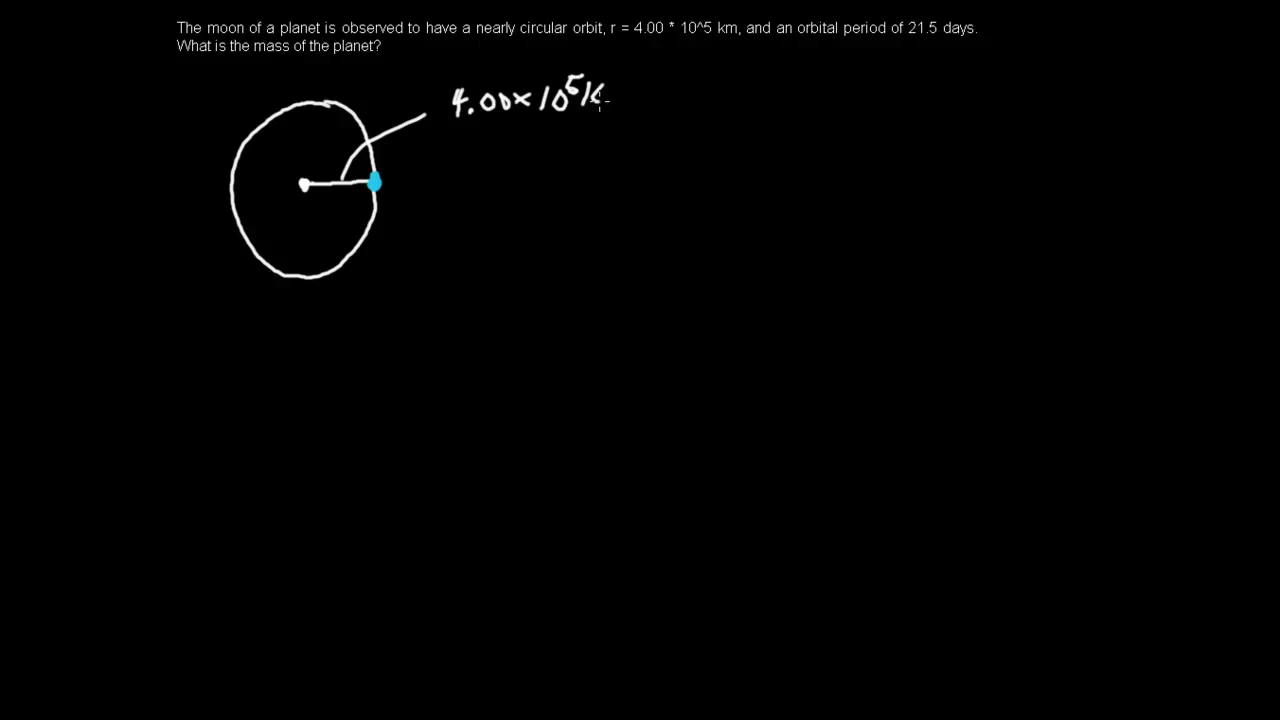 The moon of a planet is observed to have a nearly circular orbit, r = 4.00 * 10^5 km, and an orbital period of 21.5 days.
What is the mass of the planet?
4.00×10⁵K